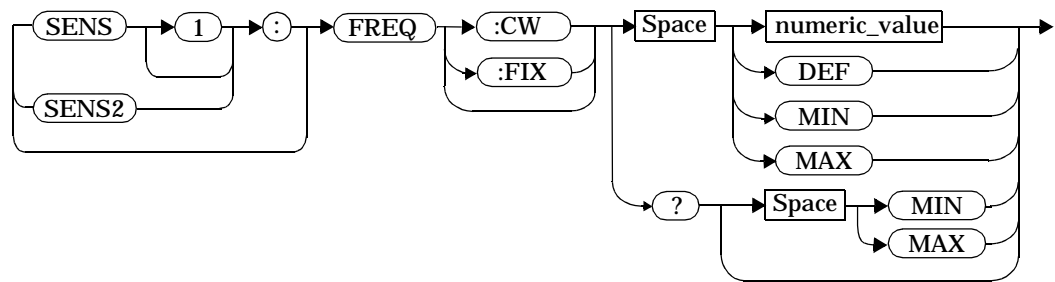 SENS 1 : FREQ :CW Space numeric_value
:FIX DEF
SENS2 MIN
MAX
? Space MIN
MAX